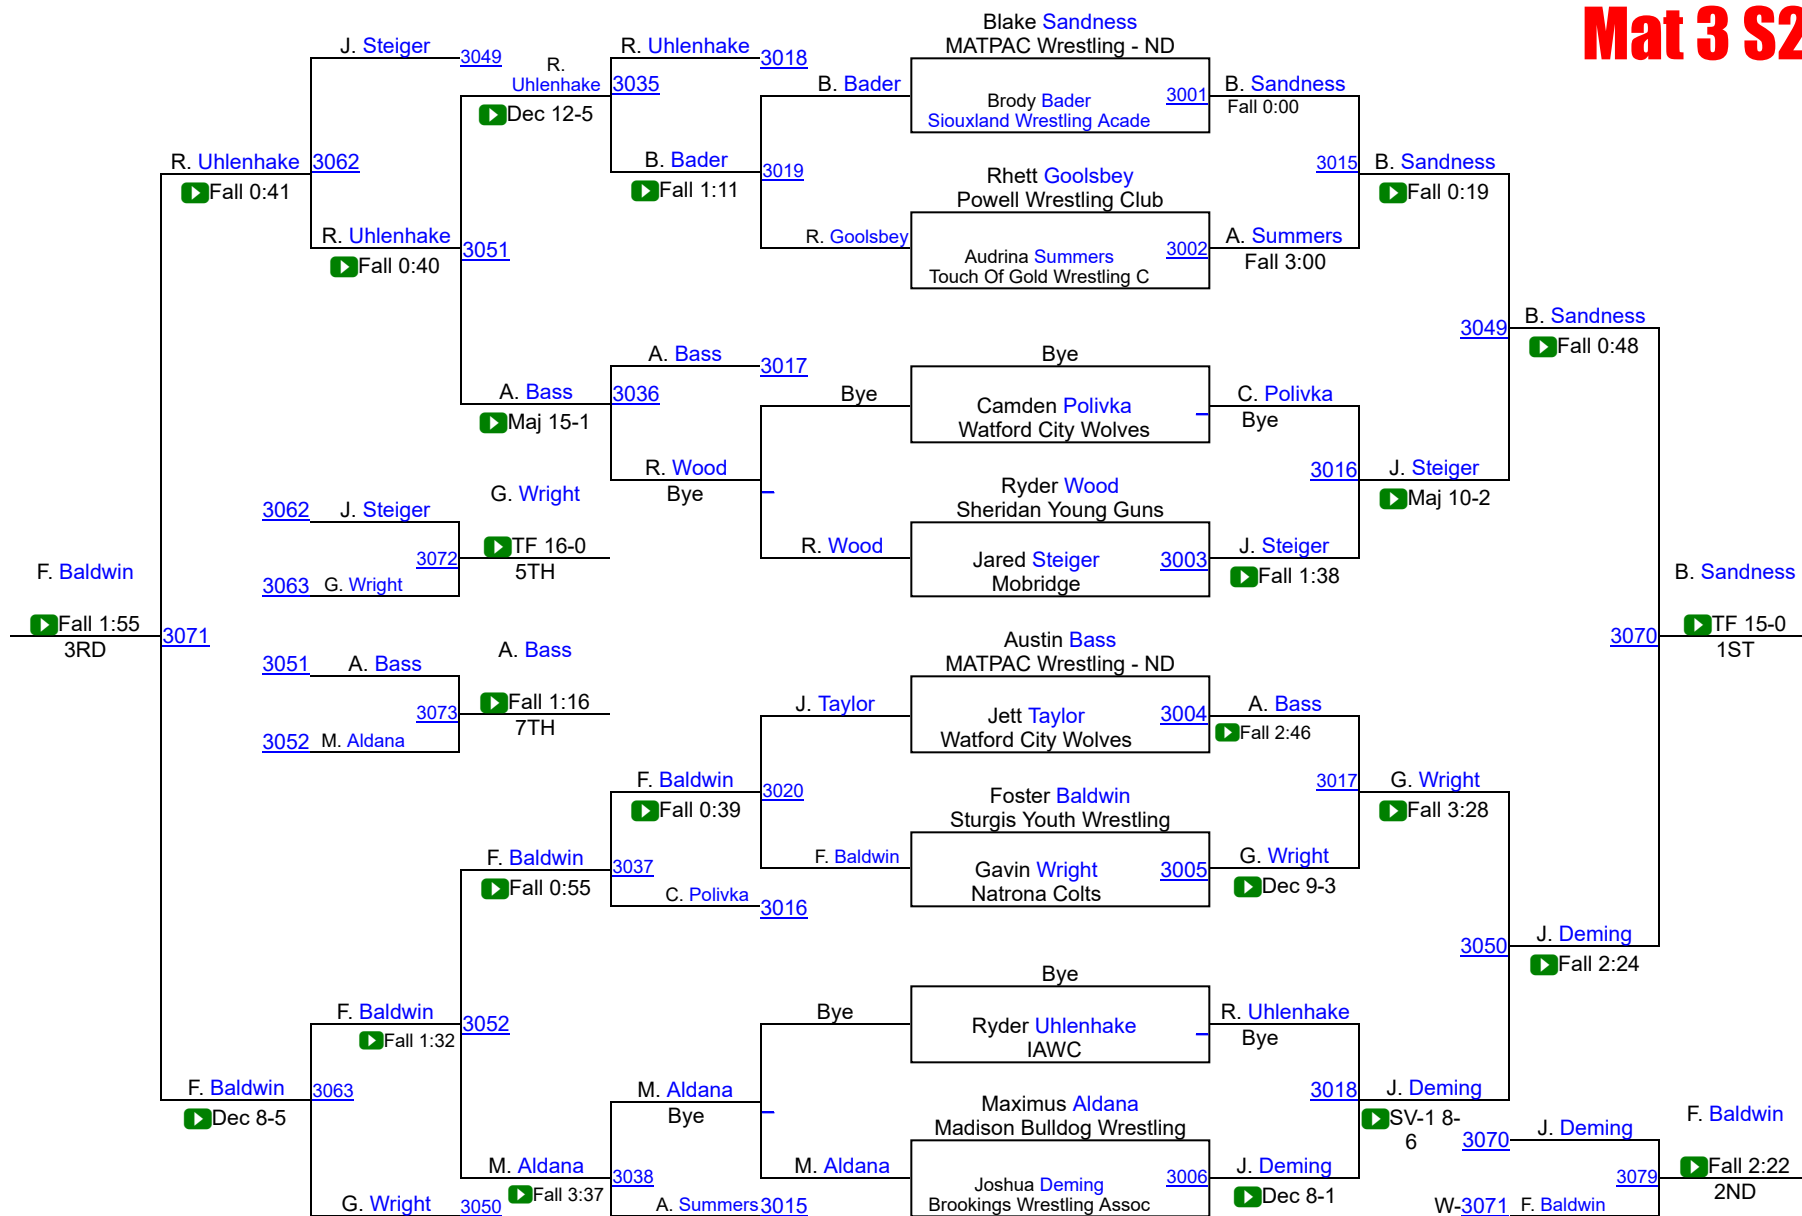 Mat 3 S2
Blake Sandness
MATPAC Wrestling - ND
J. Steiger
3049
R. Uhlenhake
3018
R.
Uhlenhake
3035
B. Bader
Brody Bader
Siouxland Wrestling Acade
3001
B. Sandness
Fall 0:00
Dec 12-5
R. Uhlenhake
3062
Fall 0:41
B. Bader
3019
Fall 1:11
Rhett Goolsbey
Powell Wrestling Club
3015
B. Sandness
Fall 0:19
R. Uhlenhake
3051
Fall 0:40
R. Goolsbey
Audrina Summers
Touch Of Gold Wrestling C
3002
A. Summers
Fall 3:00
3049
B. Sandness
Fall 0:48
A. Bass
3017
Bye
A. Bass
3036
Maj 15-1
Bye
Camden Polivka
Watford City Wolves
C. Polivka
Bye
R. Wood
Bye
Ryder Wood
Sheridan Young Guns
3016
J. Steiger
Maj 10-2
3062
J. Steiger
G. Wright
3072
TF 16-0
5TH
3063
G. Wright
R. Wood
Jared Steiger
Mobridge
3003
J. Steiger
Fall 1:38
F. Baldwin
Fall 1:55
3RD
3071
B. Sandness
3070
TF 15-0
1ST
3051
A. Bass
A. Bass
3073
Fall 1:16
7TH
3052
M. Aldana
Austin Bass
MATPAC Wrestling - ND
J. Taylor
Jett Taylor
Watford City Wolves
3004
A. Bass
Fall 2:46
F. Baldwin
3020
Fall 0:39
Foster Baldwin
Sturgis Youth Wrestling
3017
G. Wright
Fall 3:28
F. Baldwin
3037
Fall 0:55
C. Polivka
3016
F. Baldwin
Gavin Wright
Natrona Colts
3005
G. Wright
Dec 9-3
3050
J. Deming
Fall 2:24
Bye
F. Baldwin
3052
Fall 1:32
Bye
Ryder Uhlenhake
IAWC
R. Uhlenhake
Bye
F. Baldwin
3063
Dec 8-5
M. Aldana
Bye
Maximus Aldana
Madison Bulldog Wrestling
3018
J. Deming
SV-1 8-
6
3070
J. Deming
F. Baldwin
M. Aldana
3038
Fall 3:37
M. Aldana
Joshua Deming
Brookings Wrestling Assoc
3006
J. Deming
Dec 8-1
3079
Fall 2:22
2ND
G. Wright
3050
A. Summers
3015
W-3071
F. Baldwin